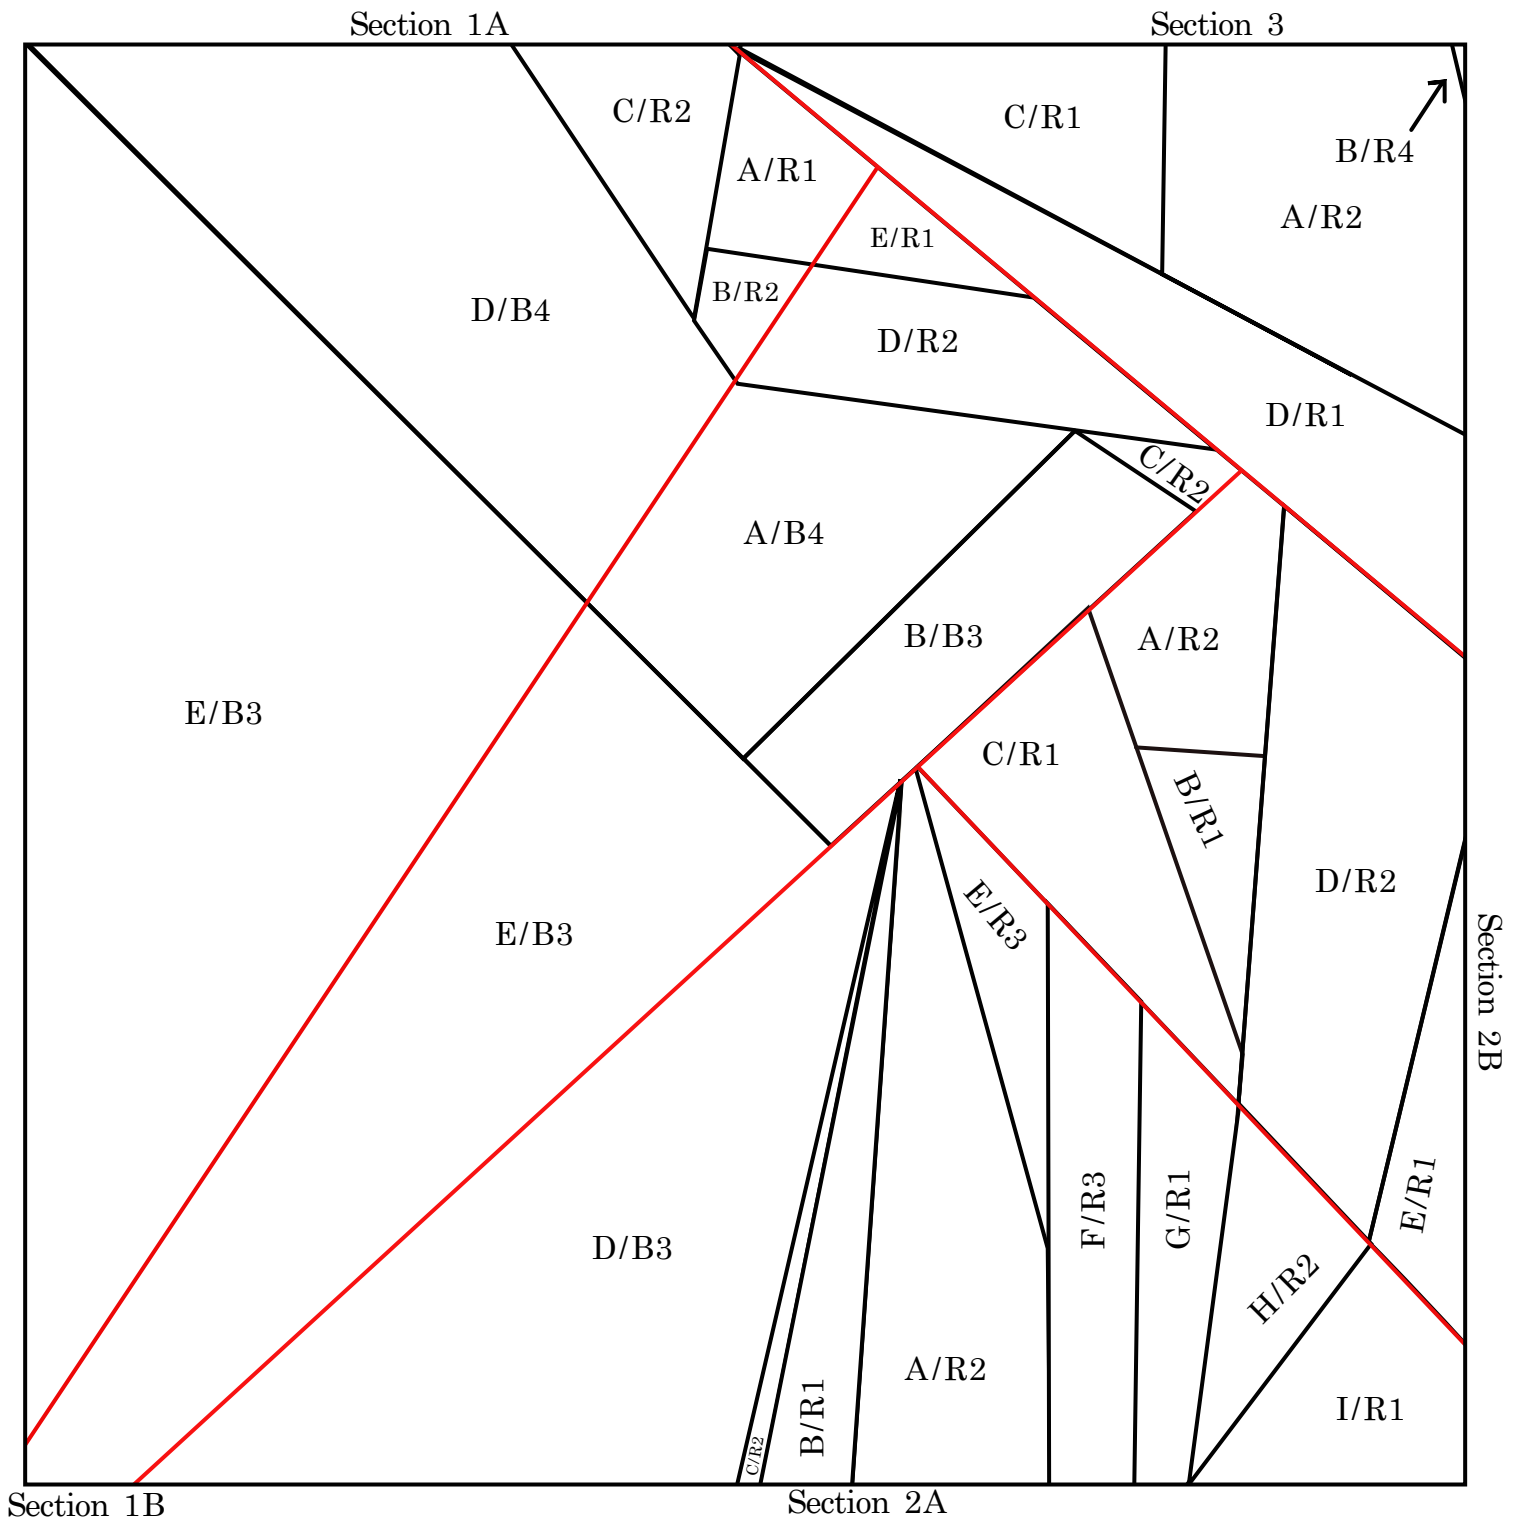 Section 1A
Section 3
C/R2
C/R1
B/R4
A/R1
A/R2
E/R1
B/R2
D/B4
D/R2
D/R1
C/R2
A/B4
B/B3
A/R2
E/B3
C/R1
B/R1
D/R2
E/R3
E/B3
Section 2B
E/R1
F/R3
G/R1
D/B3
H/R2
A/R2
B/R1
I/R1
C/R2
Section 1B
Section 2A